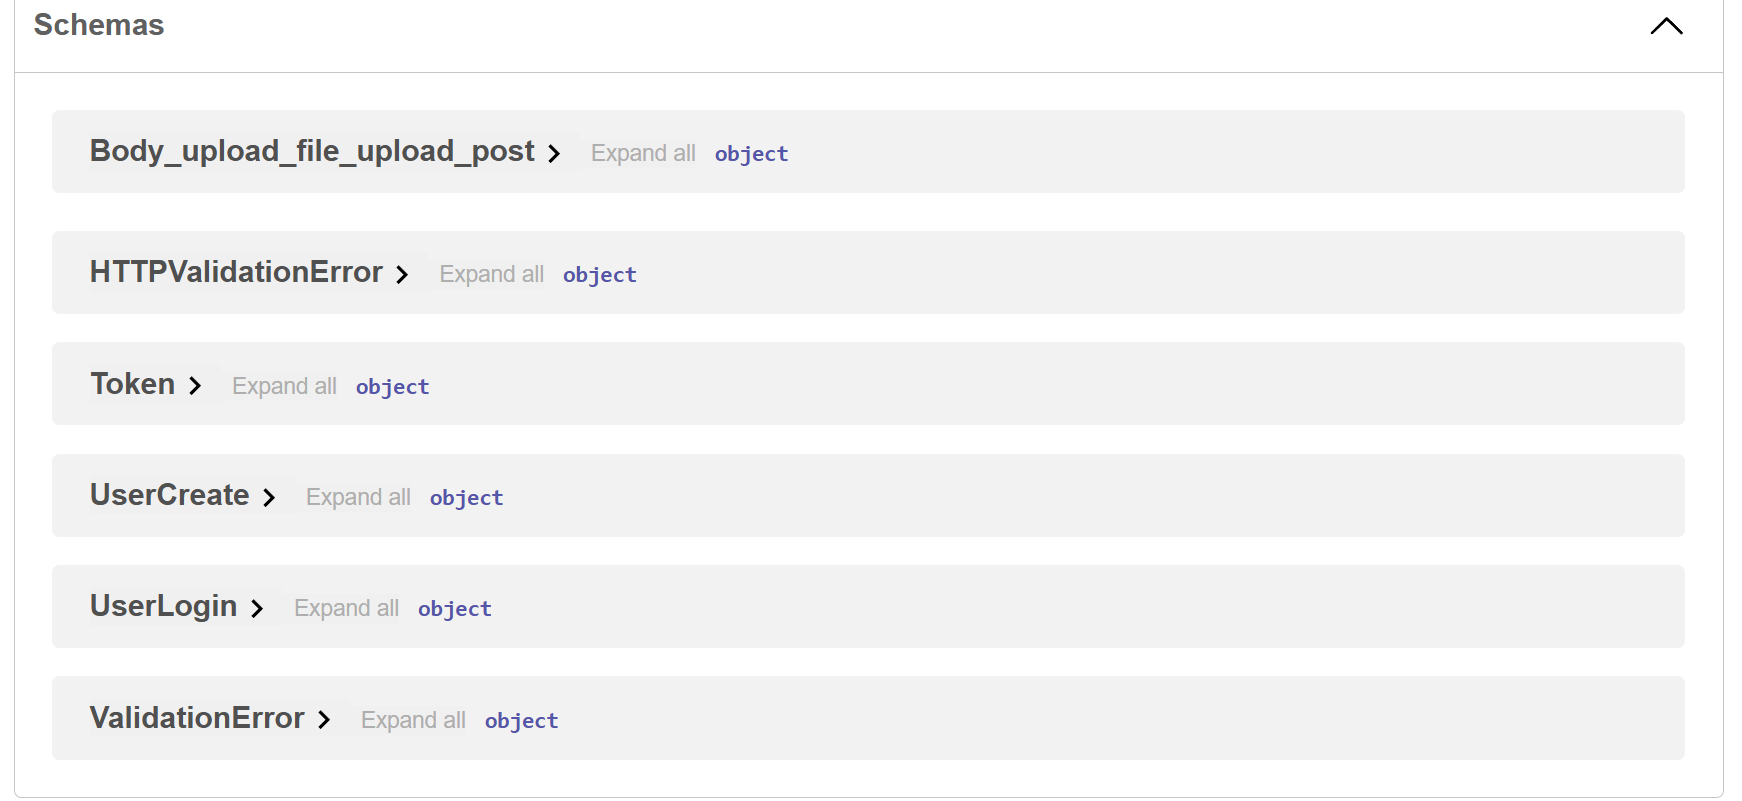 Schemas
Body_upload_file_upload_post Expand all object
HTTPValidationError Expand all object
Token Expand all object
UserCreate Expand all object
UserLogin Expand all object
ValidationError Expand all object